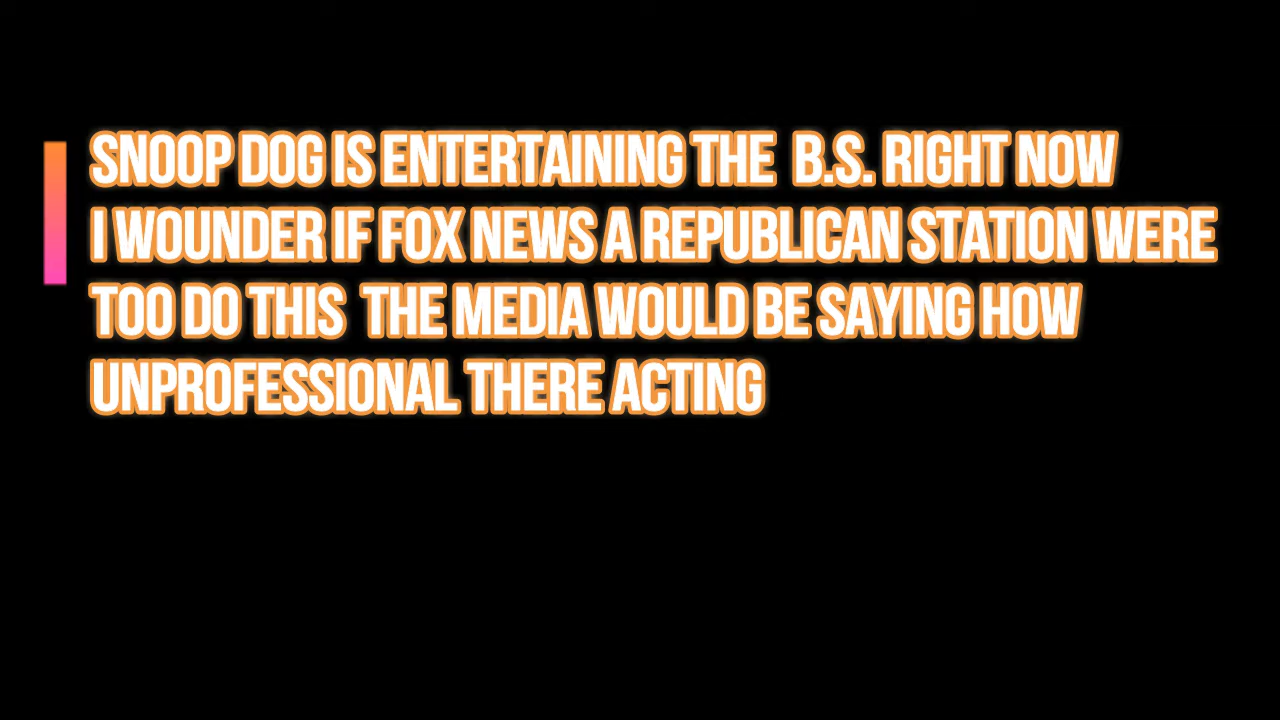 SNOOP DOG IS ENTERTAINING THE  B.S. RIGHT NOW
I WOUNDER IF FOX NEWS A REPUBLICAN STATION WERE
TOO DO THIS  THE MEDIA WOULD BE SAYING HOW
UNPROFESSIONAL THERE ACTING